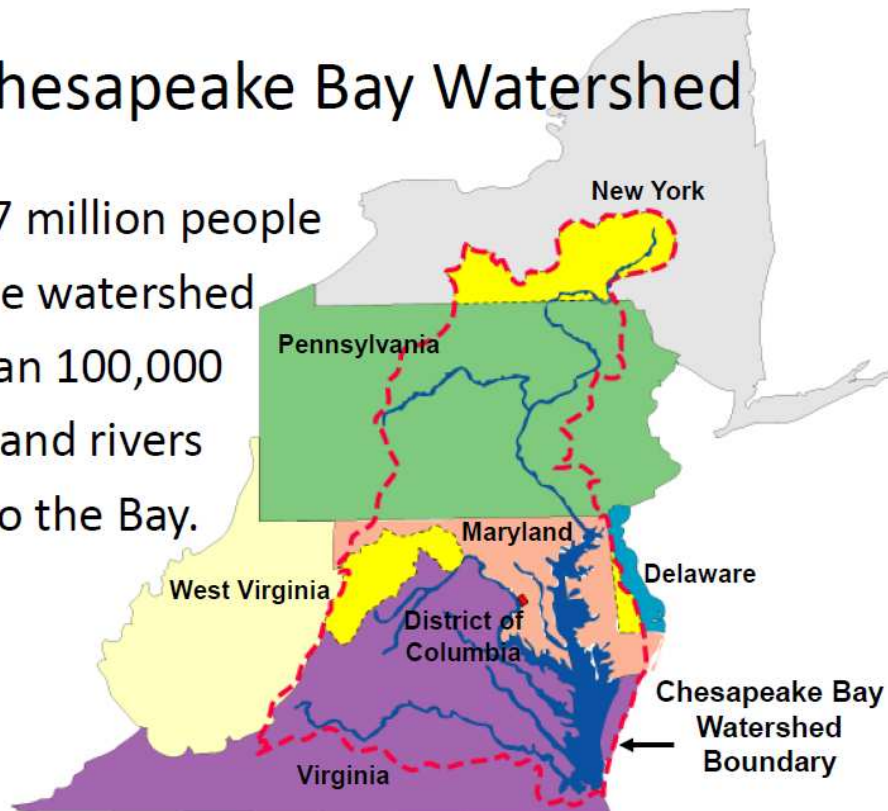 hesapeake Bay Watershed
7 million people
e watershed
an 100,000
and rivers
o the Bay.
New York
Pennsylvania
Maryland
West Virginia
Delaware
District of
Columbia
Chesapeake Bay
Watershed
Boundary
Virginia